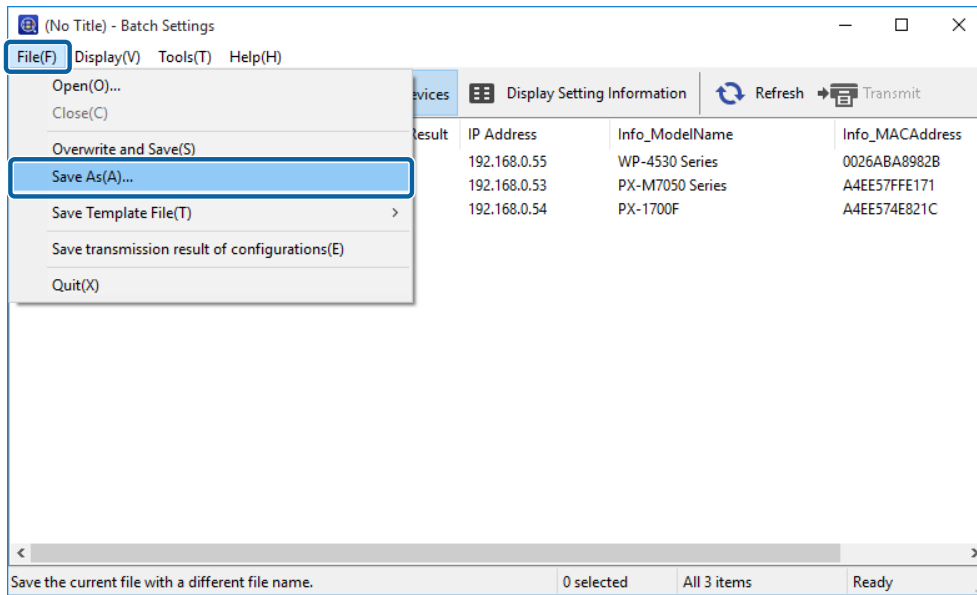 (No Title) - Batch Settings
File(F) Display(V) Tools(T) Help(H)
Open(O)...
Close(C)
Overwrite and Save(S)
Save As(A)...
Save Template File(T)
Save transmission result of configurations(E)
Quit(X)
Display Setting Information Refresh Transmit
IP Address Info_ModelName Info_MACAddress
192.168.0.55 WP-4530 Series 0026ABA8982B
192.168.0.53 PX-M7050 Series A4EE57FFE171
192.168.0.54 PX-1700F A4EE574E821C
Save the current file with a different file name. 0 selected All 3 items Ready